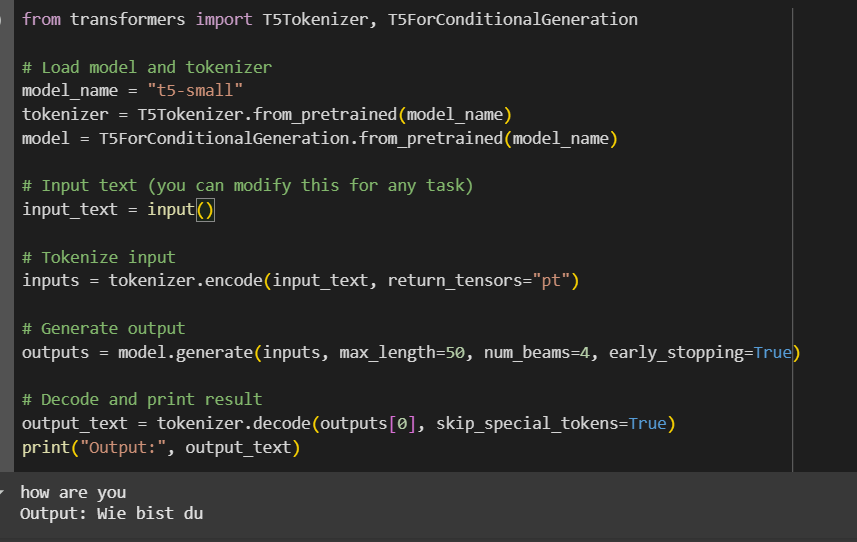 from transformers import T5Tokenizer, T5ForConditionalGeneration
# Load model and tokenizer
model_name = "t5-small"
tokenizer = T5Tokenizer.from_pretrained(model_name)
model = T5ForConditionalGeneration.from_pretrained(model_name)
# Input text (you can modify this for any task)
input_text = input()
# Tokenize input
inputs = tokenizer.encode(input_text, return_tensors="pt")
# Generate output
outputs = model.generate(inputs, max_length=50, num_beams=4, early_stopping=True)
# Decode and print result
output_text = tokenizer.decode(outputs[0], skip_special_tokens=True)
print("Output:", output_text)
how are you
Output: Wie bist du